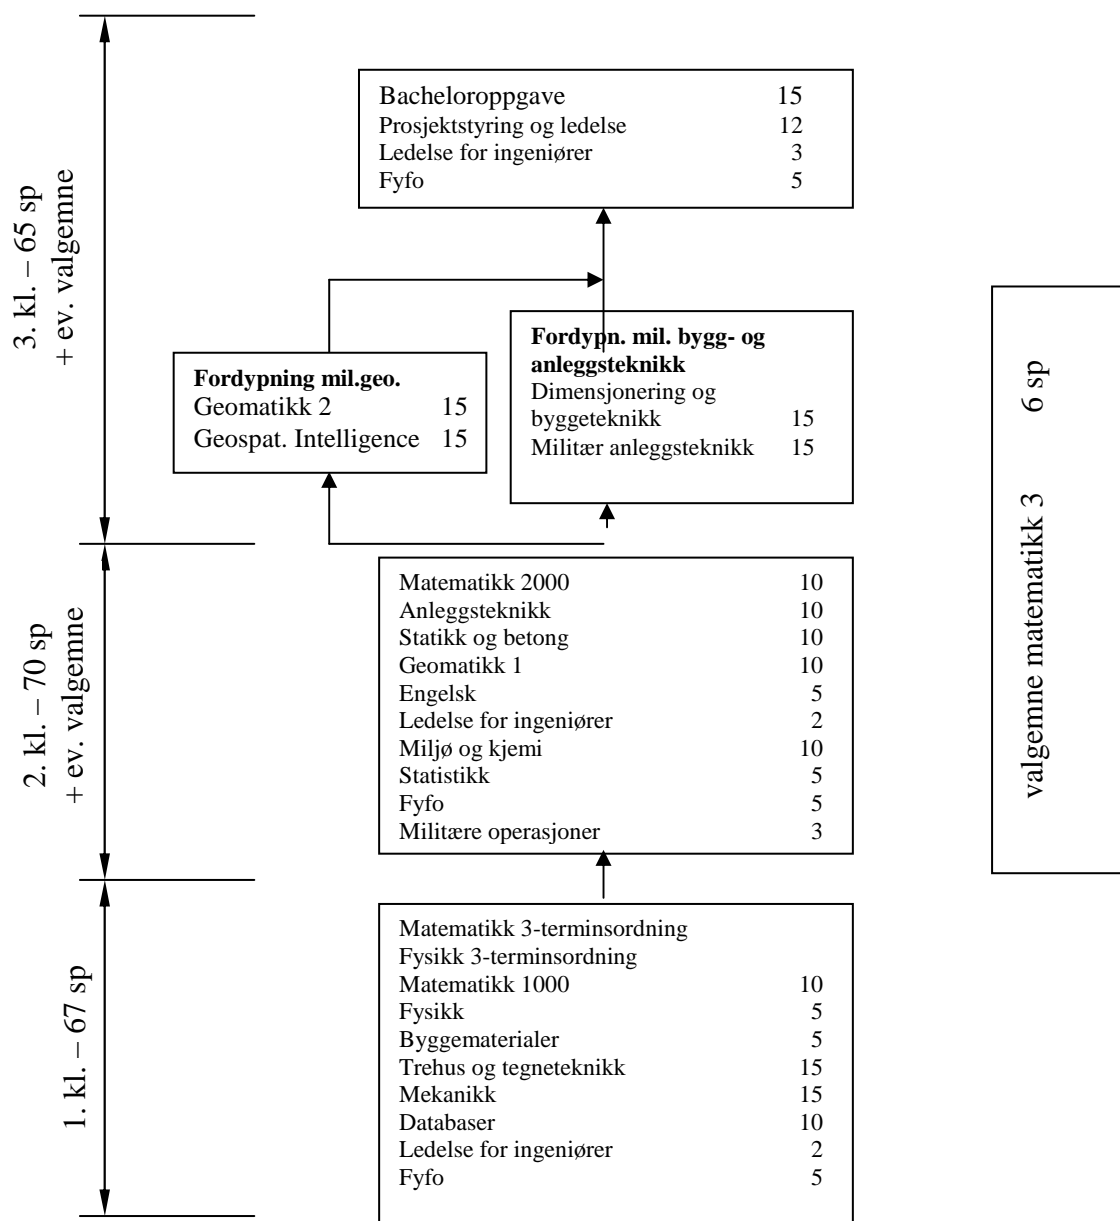 Bacheloroppgave 15
Prosjektstyring og ledelse 12
Ledelse for ingeniører 3
Fyfo 5
3. kl. – 65 sp
+ ev. valgemne
Fordypning mil.geo.
Geomatikk 2 15
Geospat. Intelligence 15
Fordypn. mil. bygg- og
anleggsteknikk
Dimensjonering og
byggeteknikk 15
Militær anleggsteknikk 15
valgemne matematikk 3 6 sp
2. kl. – 70 sp
+ ev. valgemne
Matematikk 2000 10
Anleggsteknikk 10
Statikk og betong 10
Geomatikk 1 10
Engelsk 5
Ledelse for ingeniører 2
Miljø og kjemi 10
Statistikk 5
Fyfo 5
Militære operasjoner 3
1. kl. – 67 sp
Matematikk 3-terminsordning
Fysikk 3-terminsordning
Matematikk 1000 10
Fysikk 5
Byggematerialer 5
Trehus og tegneteknikk 15
Mekanikk 15
Databaser 10
Ledelse for ingeniører 2
Fyfo 5